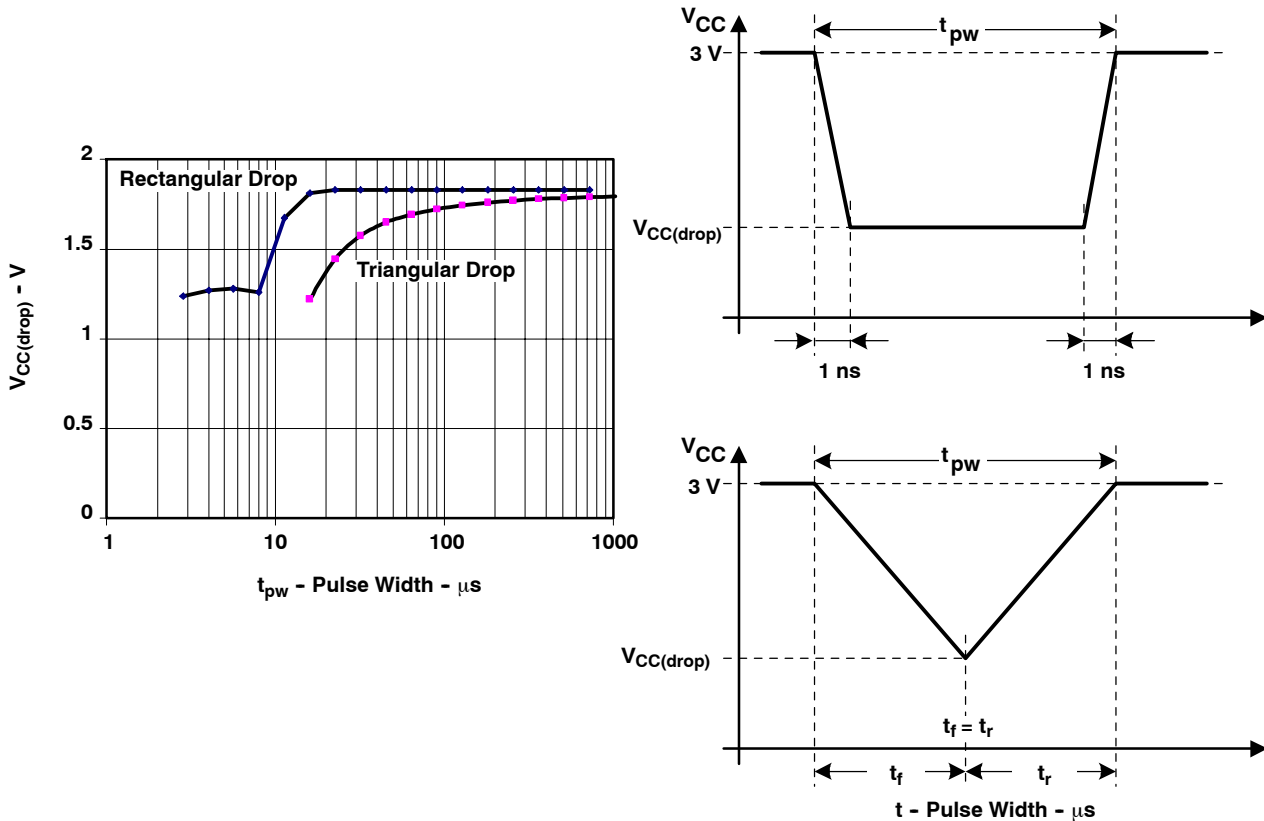 2
1.5
1
0.5
0
VCC(drop) - V
Rectangular Drop
Triangular Drop
1
10
100
1000
tpw - Pulse Width - μs
VCC
3 V
tpw
VCC(drop)
1 ns
1 ns
VCC
3 V
tpw
VCC(drop)
tf = tr
tf
tr
t - Pulse Width - μs